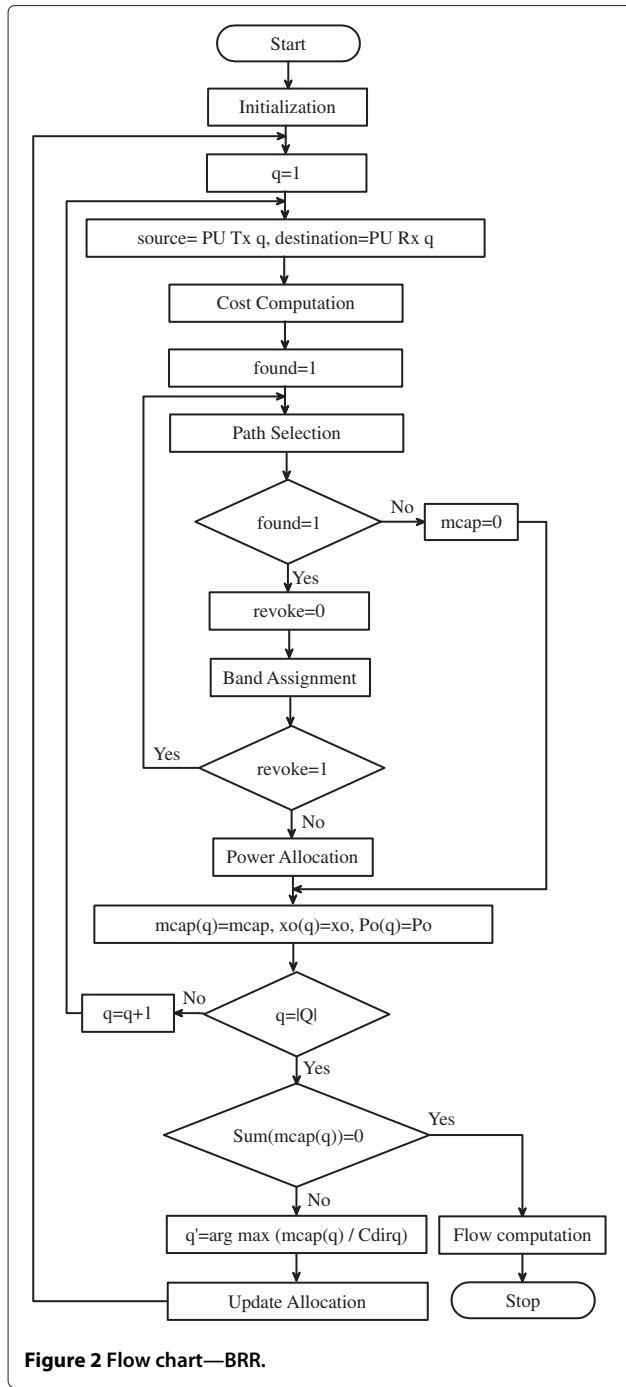 Start
Initialization
q=1
source= PU Tx q, destination=PU Rx q
Cost Computation
found=1
Path Selection
found=1
No
mcap=0
Yes
revoke=0
Band Assignment
Yes
revoke=1
No
Power Allocation
mcap(q)=mcap, xo(q)=xo, Po(q)=Po
q=q+1
No
q=|Q|
Yes
Sum(mcap(q))=0
Yes
No
q'=arg max (mcap(q) / Cdirq)
Flow computation
Update Allocation
Stop
Figure 2 Flow chart—BRR.